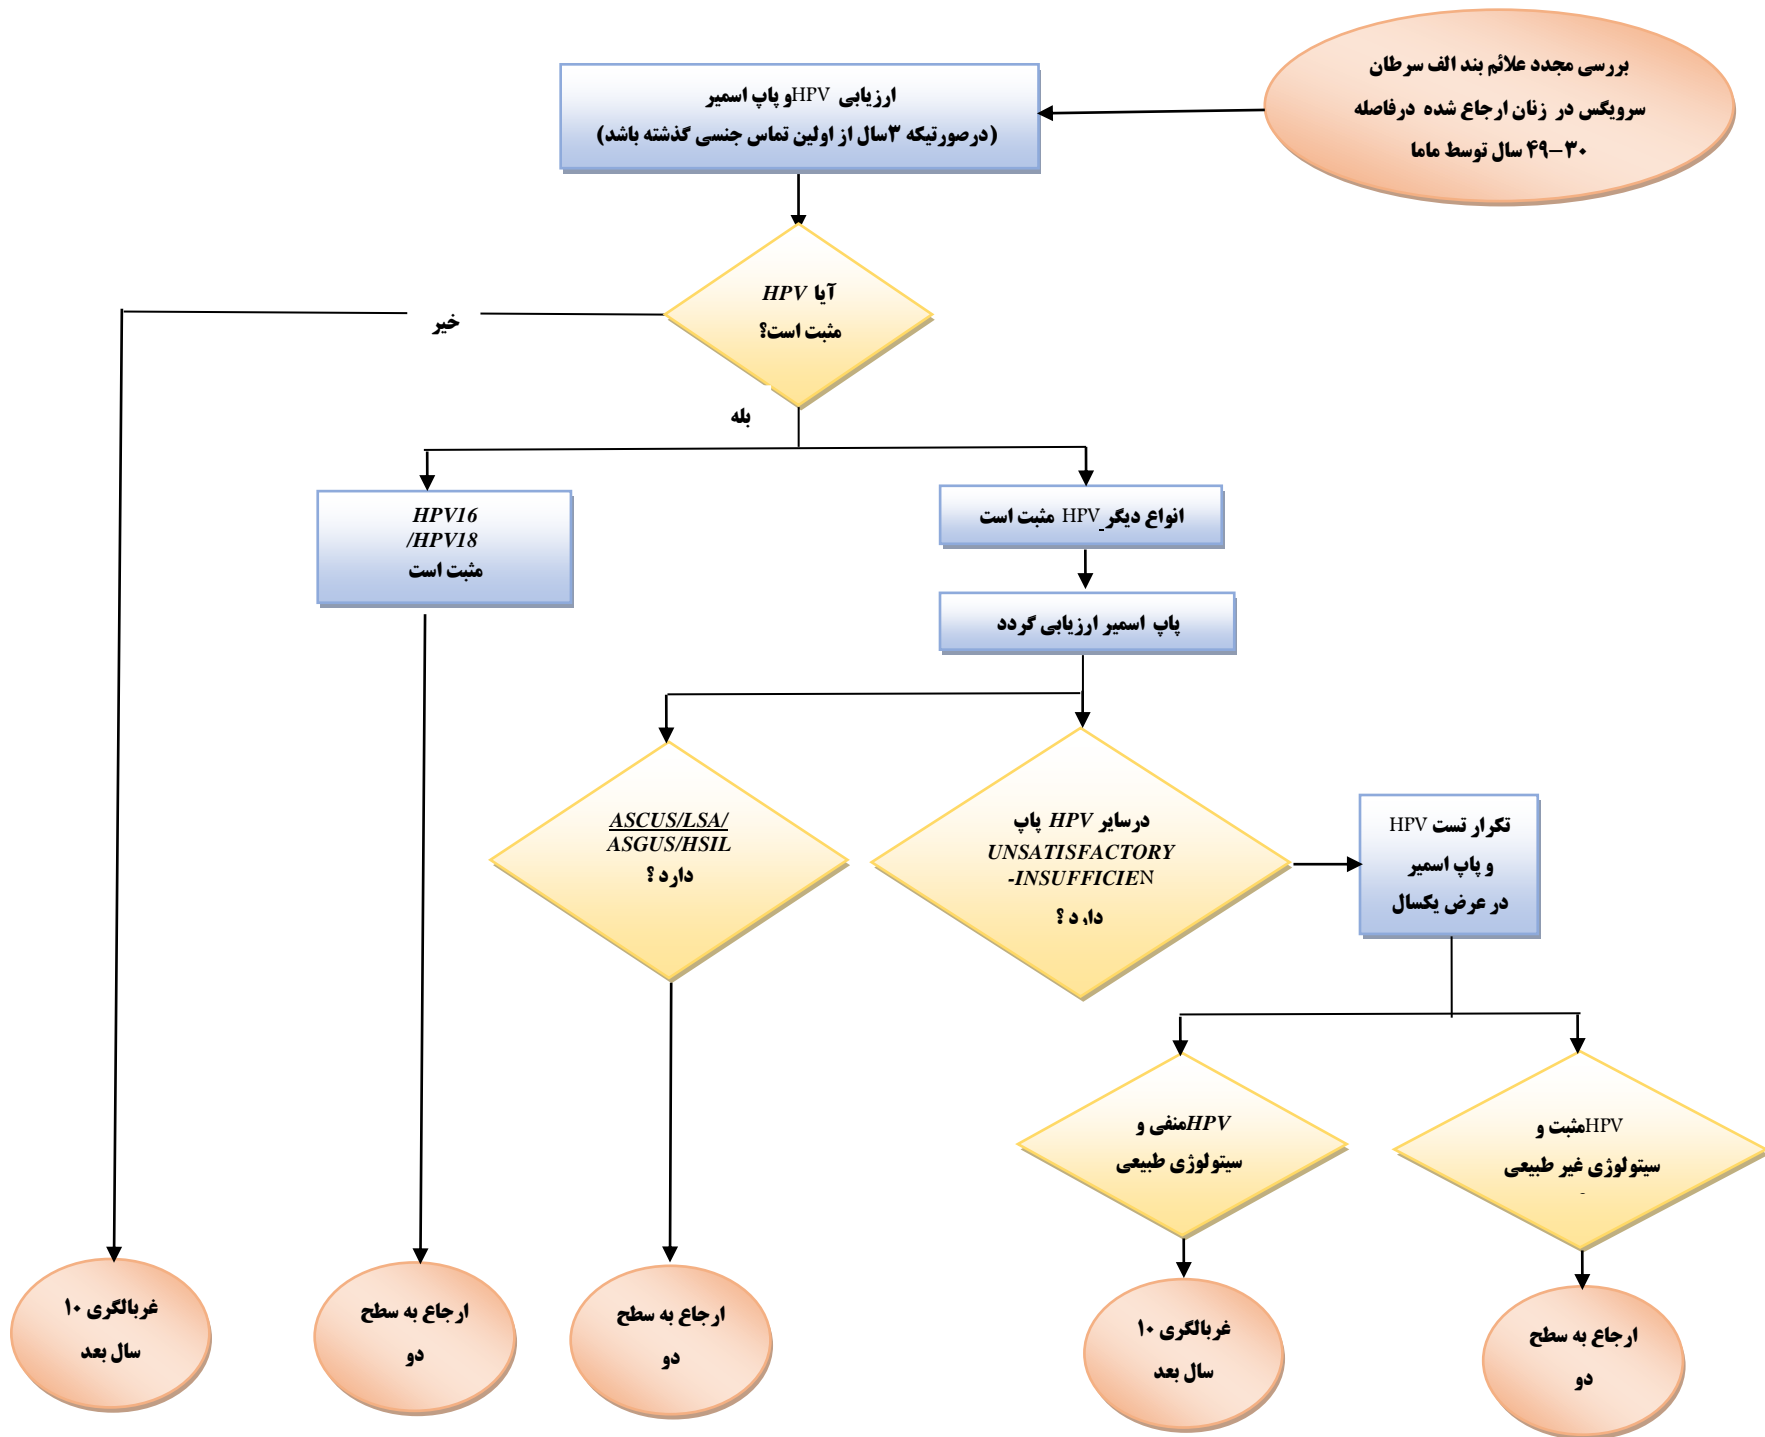 بررسی مجدد علائم بند الف سرطان
سرویگس در زنان ارجاع شده درفاصله
۳۰-۴۹ سال توسط ماما
ارزیابی HPVو پاپ اسمیر
(درصورتیکه ۳سال از اولین تماس جنسی گذشته باشد)
آیا HPV
مثبت است؟
خیر
بله
انواع دیگر HPV مثبت است
HPV16
/HPV18
مثبت است
پاپ اسمیر ارزیابی گردد
تکرار تست HPV
و پاپ اسمیر
در عرض یکسال
درسایر HPV پاپ
UNSATISFACTORY
-INSUFFICIEN
دارد ؟
ASCUS/LSA/
ASGUS/HSIL
دارد ؟
HPVمثبت و
سیتولوژی غیر طبیعی
HPVمنفی و
سیتولوژی طبیعی
ارجاع به سطح
دو
غربالگری ۱۰
سال بعد
ارجاع به سطح
دو
ارجاع به سطح
دو
غربالگری ۱۰
سال بعد